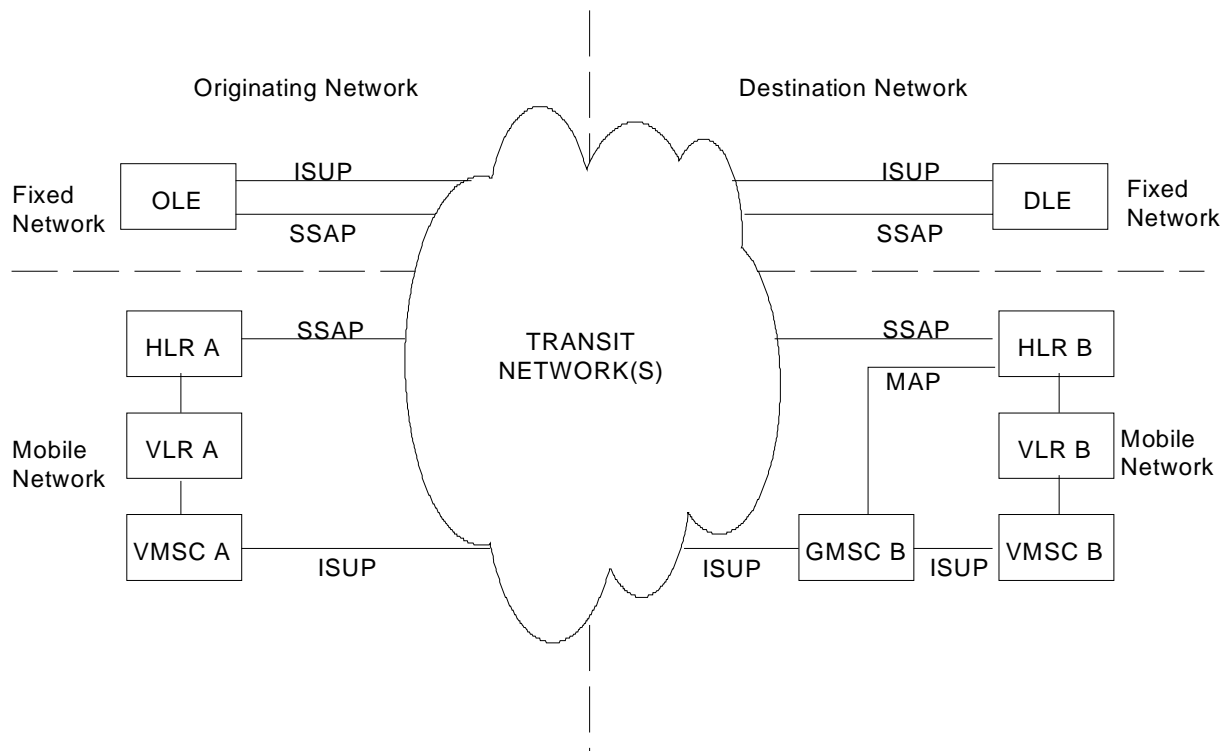 Originating Network
Destination Network
ISUP
ISUP
Fixed
Network
OLE
DLE
Fixed
Network
SSAP
SSAP
SSAP
SSAP
HLR A
TRANSIT
NETWORK(S)
HLR B
MAP
Mobile
Network
VLR A
VLR B
Mobile
Network
VMSC A
ISUP
ISUP
GMSC B
ISUP
VMSC B